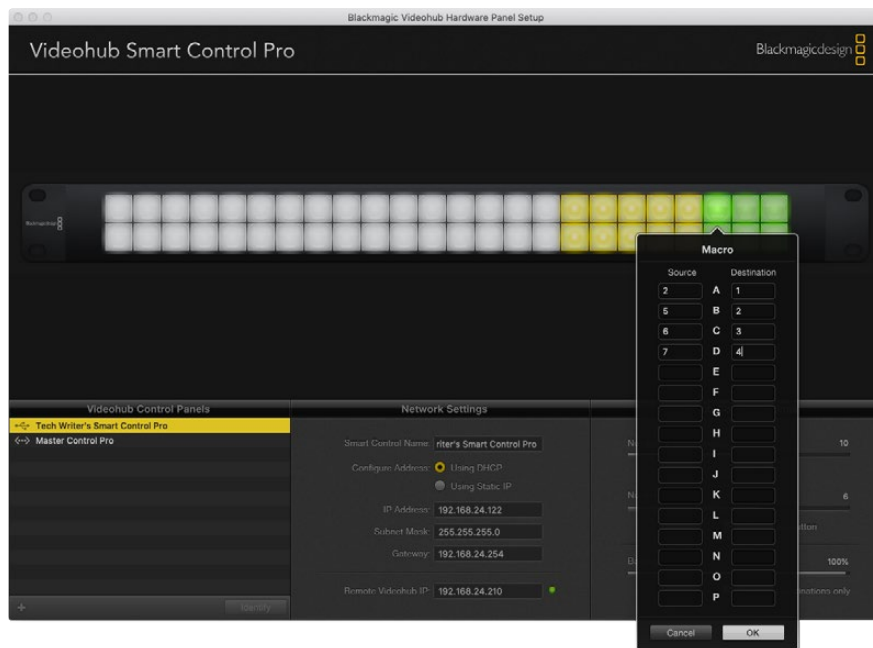 Blackmagic Videohub Hardware Panel Setup
Videohub Smart Control Pro
Blackmagicdesign
Blackmagicdesign
Macro
Source Destination
2 A 1
5 B 2
6 C 3
7 D 4
E
F
G
H
I
J
K
L
M
N
O
P
Cancel OK
Videohub Control Panels
Tech Writer's Smart Control Pro
Master Control Pro
+ Identify
Network Settings
Smart Control Name: riter's Smart Control Pro
Configure Address: Using DHCP
Using Static IP
IP Address: 192.168.24.122
Subnet Mask: 255.255.255.0
Gateway: 192.168.24.254
Remote Videohub IP: 192.168.24.210
10
6
100%